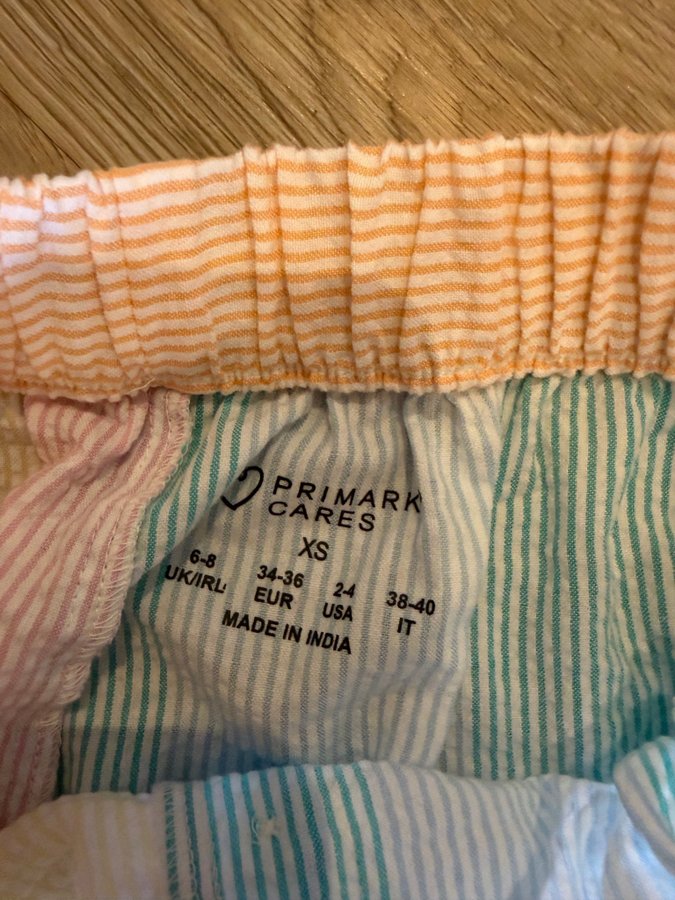 PRIMARK
CARES
XS
6-8 34-36 2-4 38-40
UK/IRL EUR USA IT
MADE IN INDIA